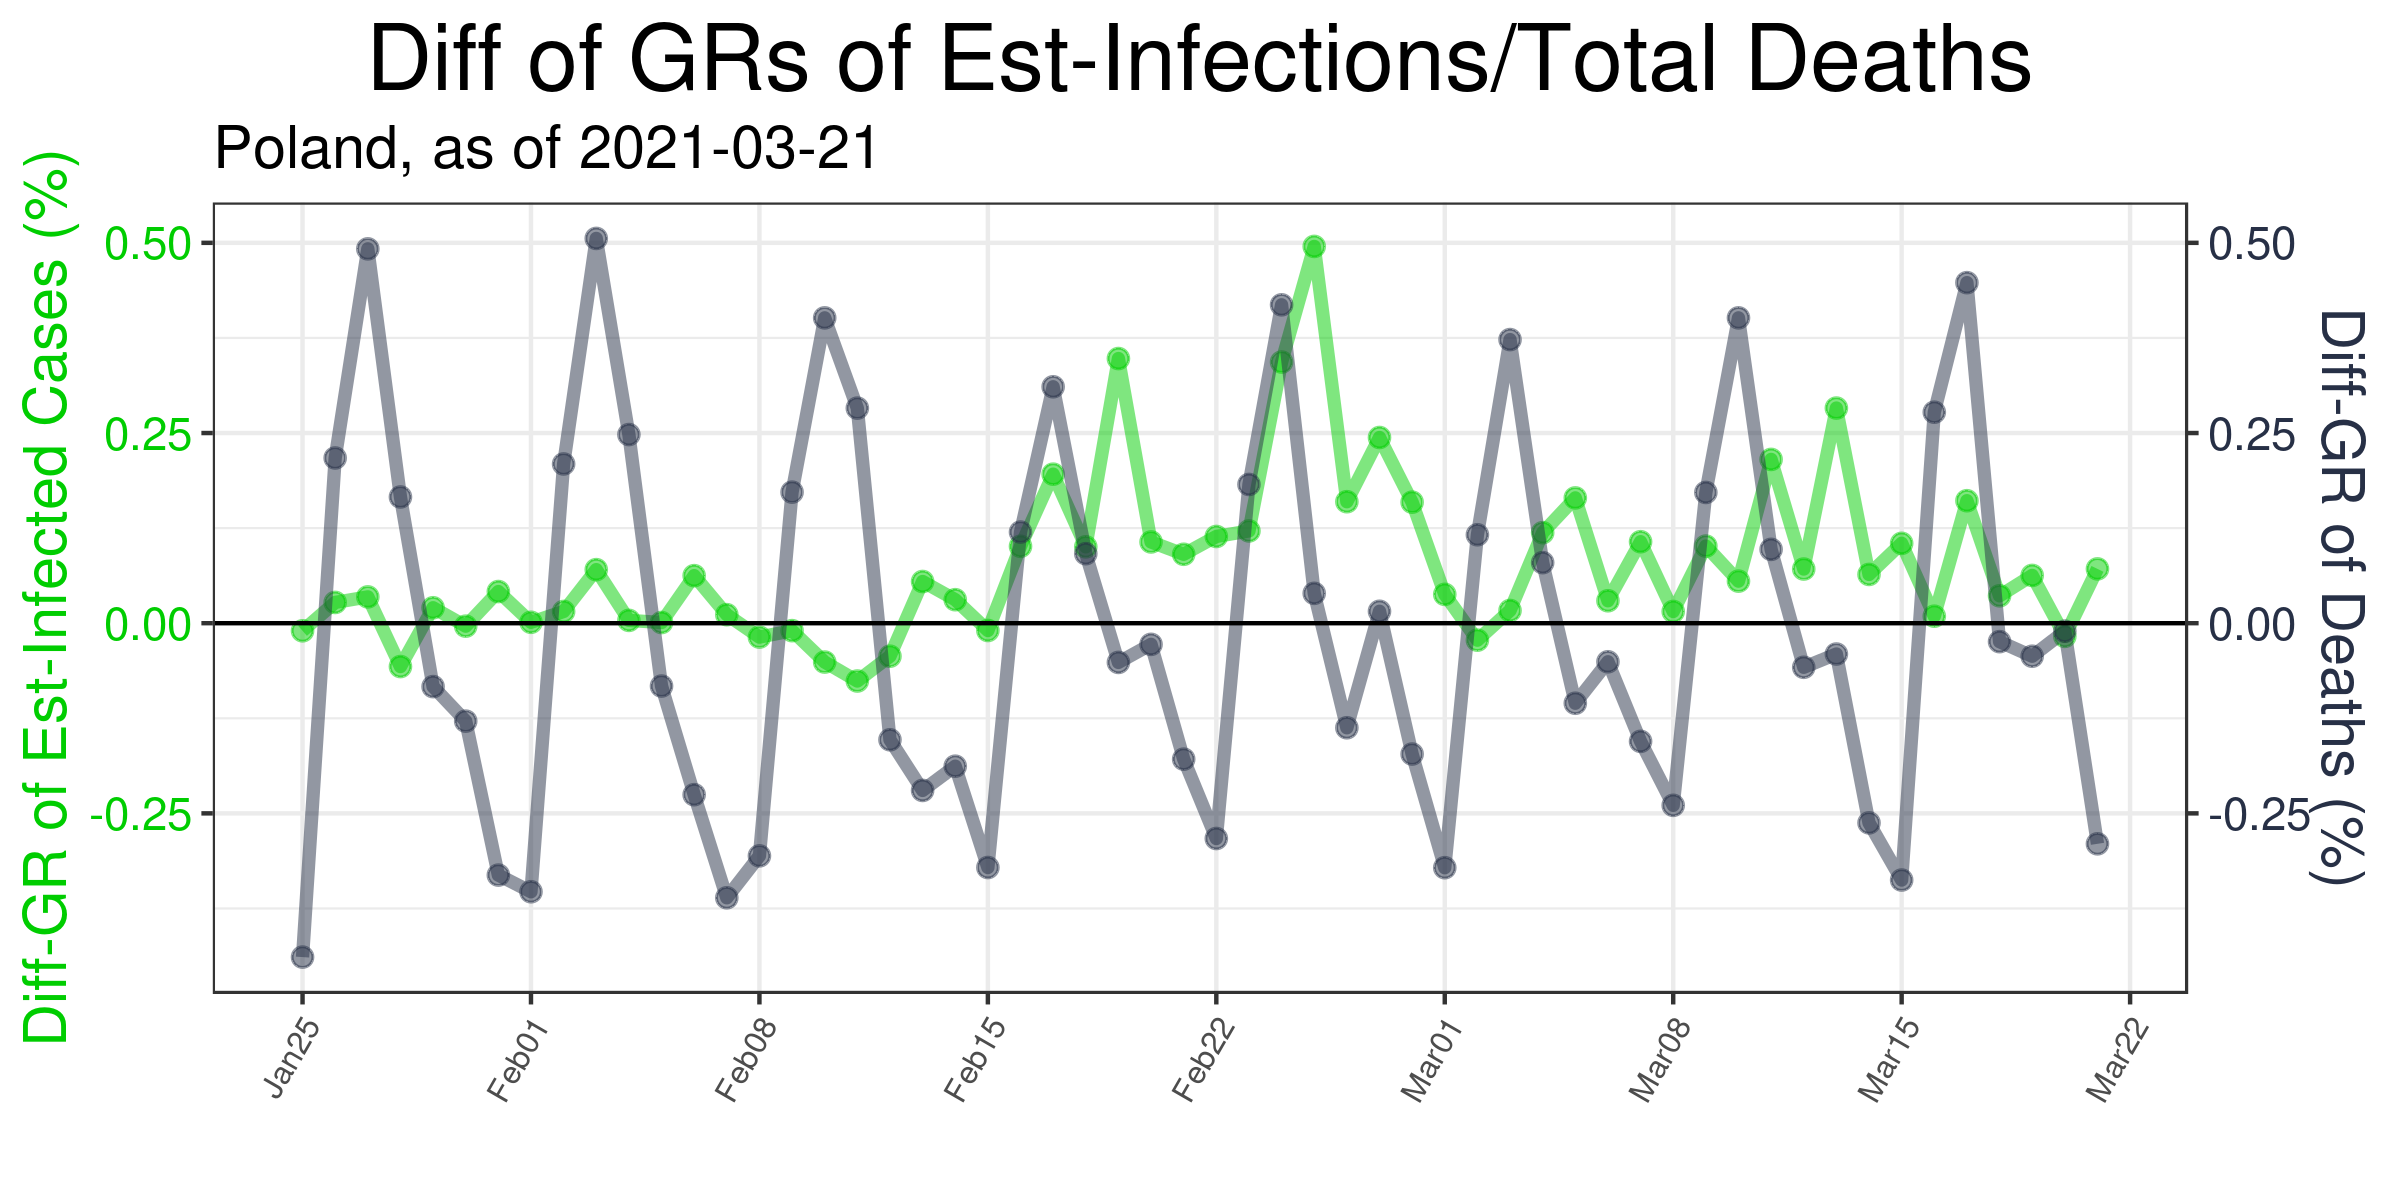 Diff of GRs of Est-Infections/Total Deaths
Poland, as of 2021-03-21
Diff-GR of Est-Infected Cases (%)
0.50
0.25
0.00
-0.25
0.50
0.25
0.00
-0.25
Diff-GR of Deaths (%)
Jan25
Feb01
Feb08
Feb15
Feb22
Mar01
Mar08
Mar15
Mar22